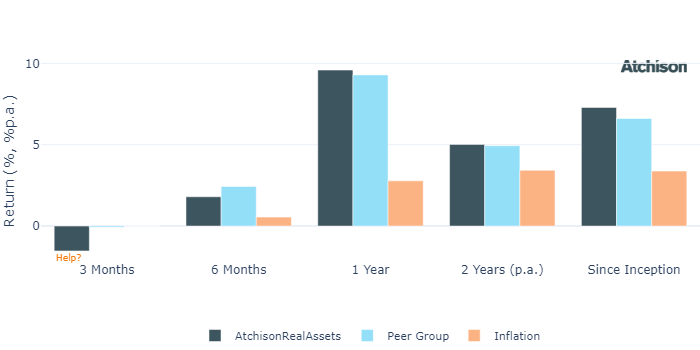 Atchison
10
5
0
Return (%, %p.a.)
Help?
3 Months
6 Months
1 Year
2 Years (p.a.)
Since Inception
AtchisonRealAssets
Peer Group
Inflation